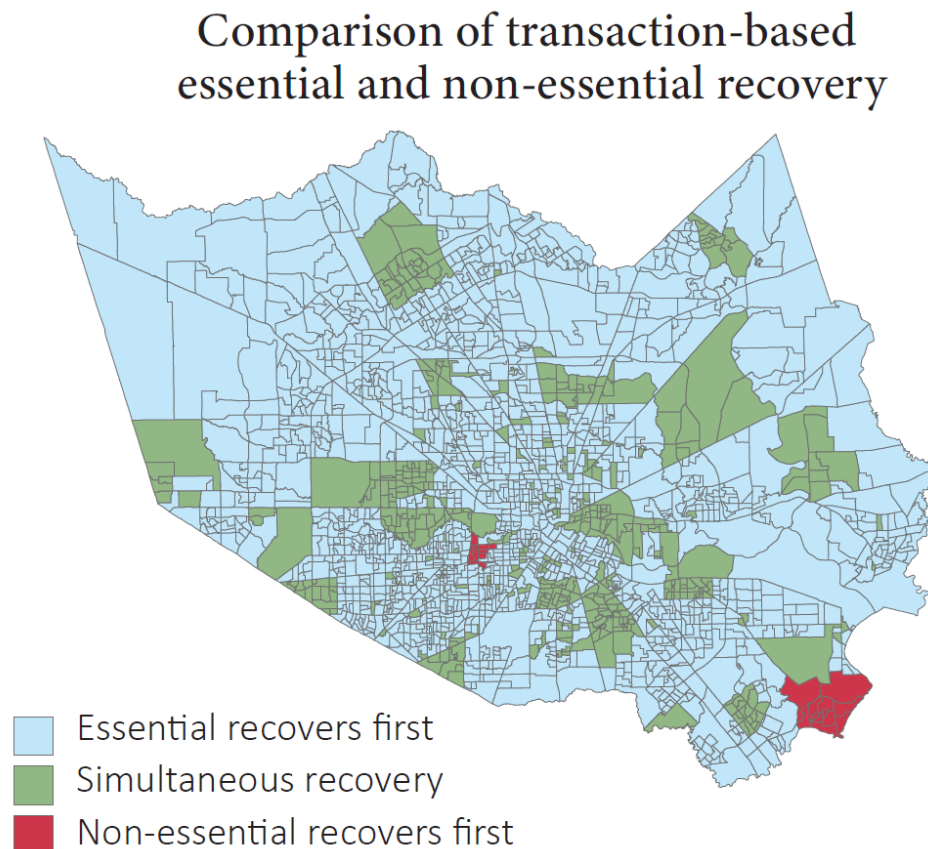 Comparison of transaction-based
essential and non-essential recovery
Essential recovers first
Simultaneous recovery
Non-essential recovers first